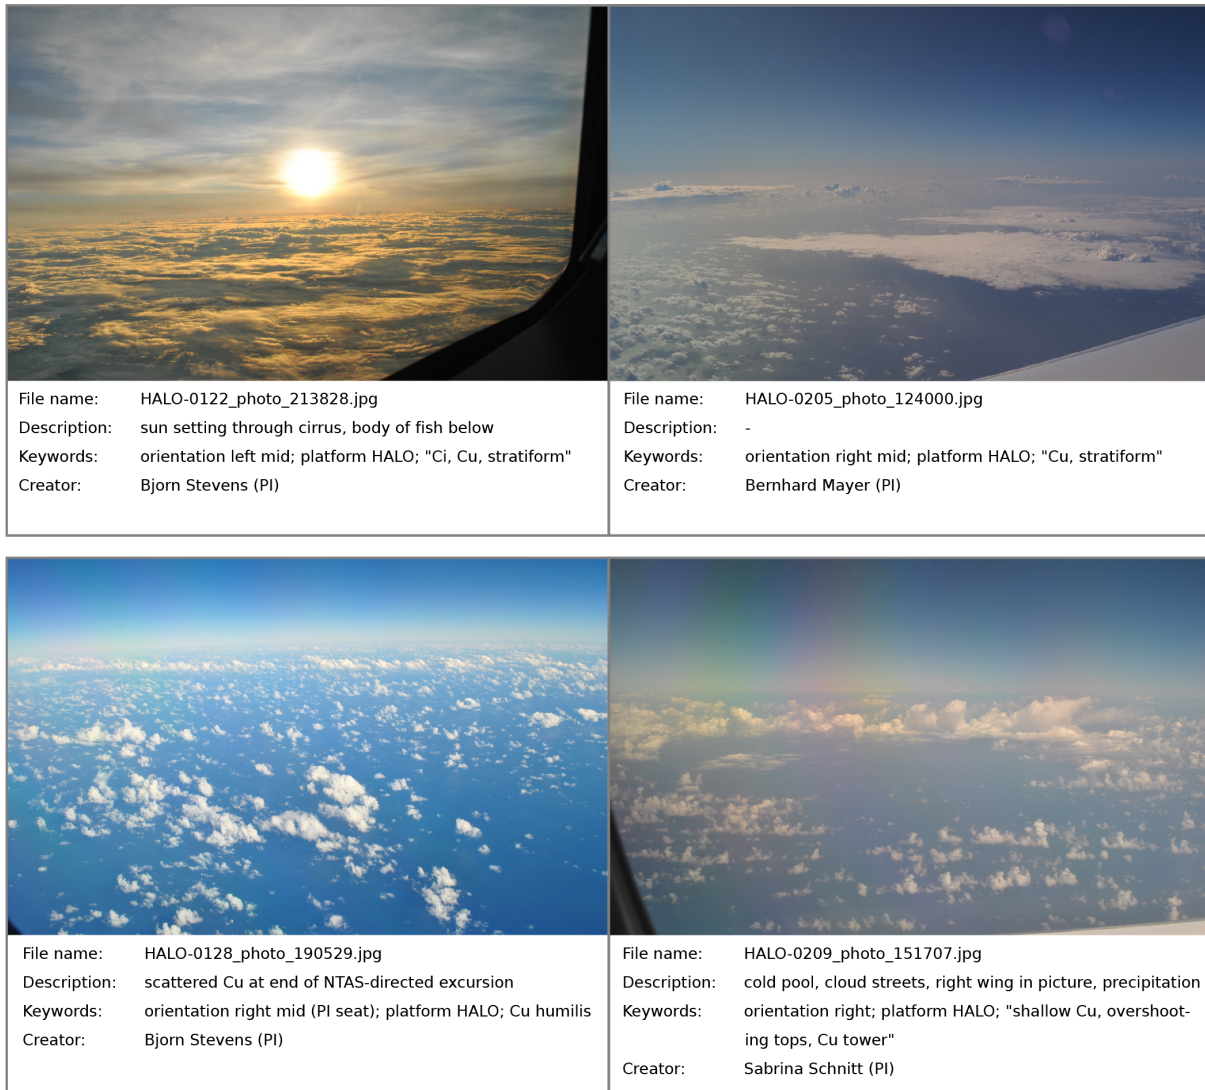 File name: HALO-0122_photo_213828.jpg
Description: sun setting through cirrus, body of fish below
Keywords: orientation left mid; platform HALO; "Ci, Cu, stratiform"
Creator: Bjorn Stevens (PI)
File name: HALO-0205_photo_124000.jpg
Description: -
Keywords: orientation right mid; platform HALO; "Cu, stratiform"
Creator: Bernhard Mayer (PI)
File name: HALO-0128_photo_190529.jpg
Description: scattered Cu at end of NTAS-directed excursion
Keywords: orientation right mid (PI seat); platform HALO; Cu humilis
Creator: Bjorn Stevens (PI)
File name: HALO-0209_photo_151707.jpg
Description: cold pool, cloud streets, right wing in picture, precipitation
Keywords: orientation right; platform HALO; "shallow Cu, overshoot-
ing tops, Cu tower"
Creator: Sabrina Schnitt (PI)